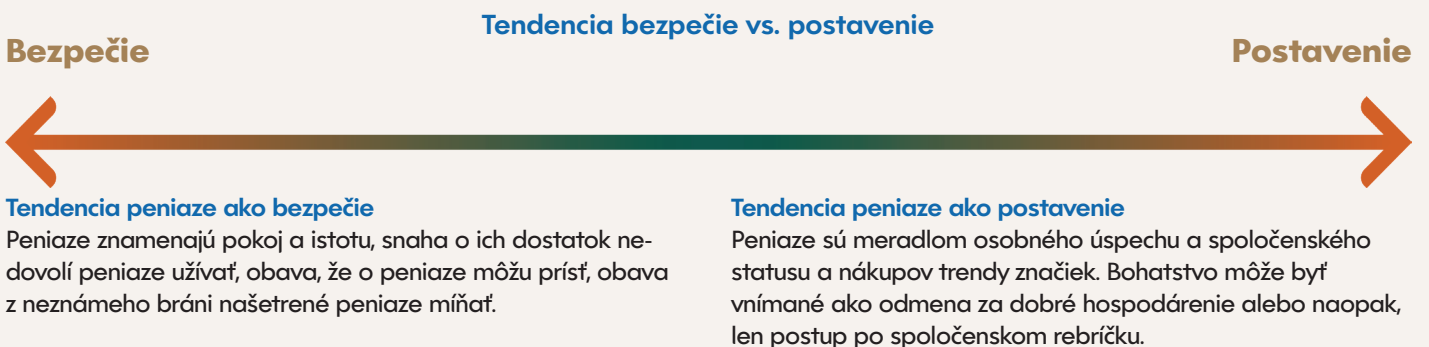 Tendencia bezpečie vs. postavenie
Bezpečie
Postavenie
Tendencia peniaze ako bezpečie
Peniaze znamenajú pokoj a istotu, snaha o ich dostatok ne-
dovolí peniaze užívať, obava, že o peniaze môžu prísť, obava
z neznámeho bráni našetrené peniaze míňať.
Tendencia peniaze ako postavenie
Peniaze sú meradlom osobného úspechu a spoločenského
statusu a nákupov trendy značiek. Bohatstvo môže byť
vnímané ako odmena za dobré hospodárenie alebo naopak,
len postup po spoločenskom rebríčku.